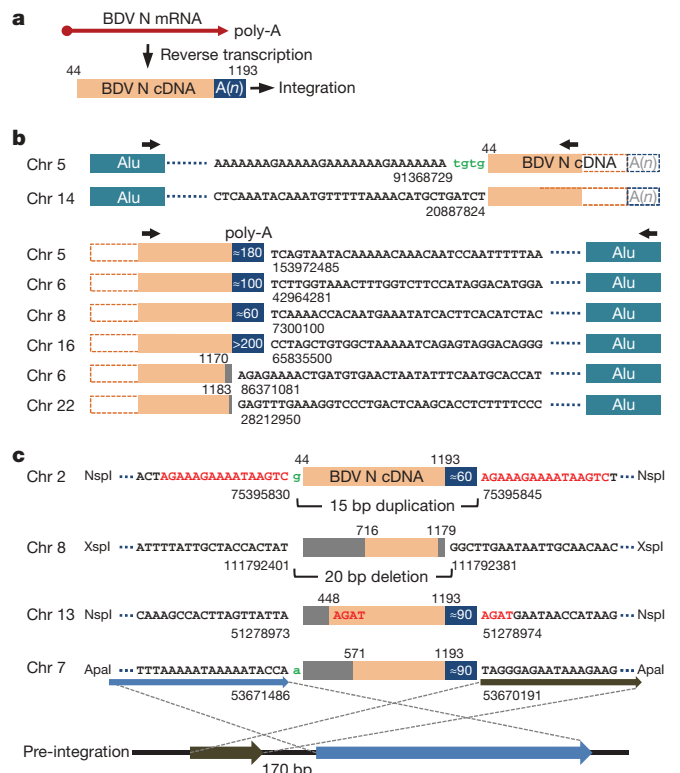 a
BDV N mRNA
poly-A
Reverse transcription
44 1193
BDV N cDNA A(n) Integration
b
44
Chr 5 Alu AAAAAAAGAAAAAGAAAAAAAGAAAAAAA tgtg BDV N cDNA A(n)
91368729
Chr 14 Alu CTCAAATACAAATGTTTTTAAAACATGCTGATCT A(n)
20887824
poly-A
Chr 5 ≈180 TCAGTAATACAAAAACAAACAATCCAATTTTTAA Alu
153972485
Chr 6 ≈100 TCTTGGTAAACTTTGGTCTTCCATAGGACATGGA Alu
42964281
Chr 8 ≈60 TCAAAACCACAATGAAATATCACTTCACATCTAC Alu
7300100
Chr 16 >200 CCTAGCTGTGGCTAAAAATCAGAGTAGGACAGGG Alu
65835500
1170
Chr 6 AGAGAAAACTGATGTGAACTAATATTTCAATGCACCAT Alu
86371081
1183
Chr 22 GAGTTTGAAAGGTCCCTGACTCAAGCACCTCTTTTCCC Alu
28212950
c
44 1193
Chr 2 NspI ACTAGAAAGAAAATAAGTC g BDV N cDNA ≈60 AGAAAGAAAATAAGTCT NspI
75395830 75395845
15 bp duplication
716 1179
Chr 8 XspI ATTTTATTGCTACCACTAT GGCTTGAATAATTGCAACAAC XspI
111792401 111792381
20 bp deletion
448 1193
Chr 13 NspI CAAAGCCACTTAGTTATTA AGAT ≈90 AGATGAATAACCATAAG NspI
51278973 51278974
571 1193
Chr 7 ApaI TTTAAAAATAAAAATACCA a ≈90 TAGGGAGAATAAAGAAG ApaI
53671486 53670191
Pre-integration
170 bp